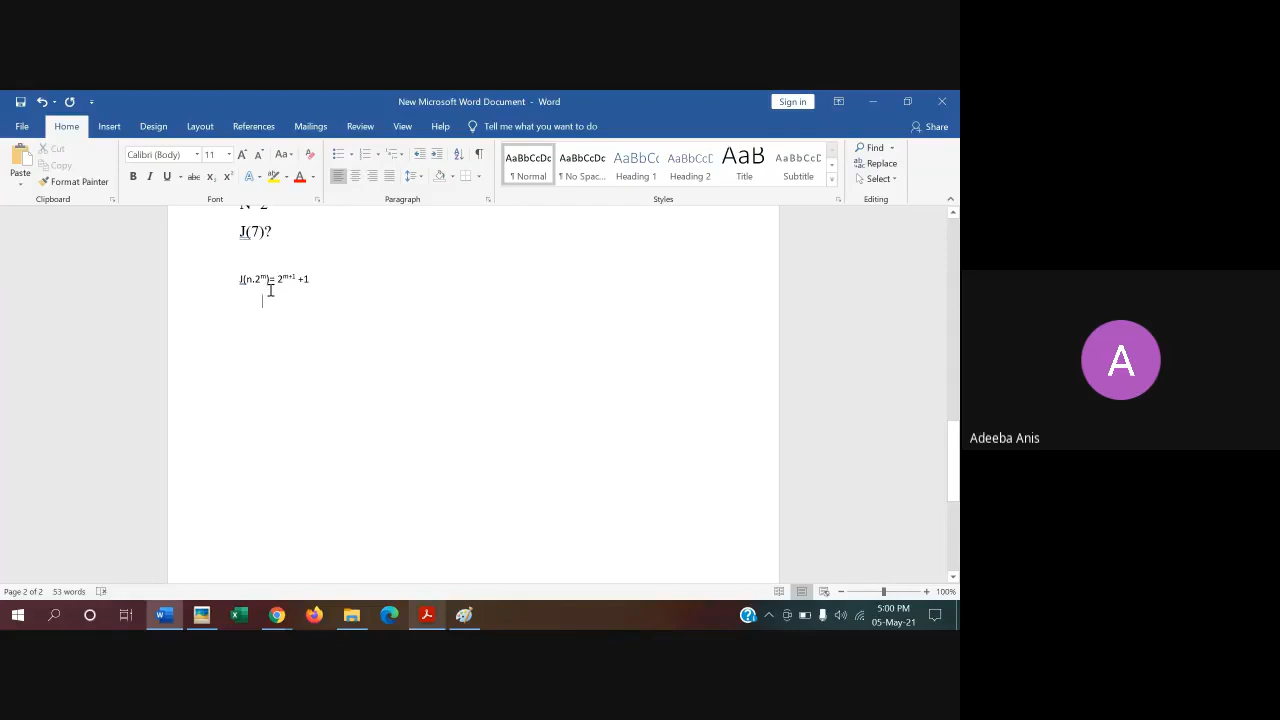 New Microsoft Word Document - Word
Sign in
File Home Insert Design Layout References Mailings Review View Help Tell me what you want to do Share
Paste
Cut
Copy
Format Painter
Clipboard
Calibri (Body) 11
Font
Paragraph
AaBbCcDc
¶ Normal
AaBbCcDc
¶ No Spac...
AaBbC(
Heading 1
AaBbCcD
Heading 2
AaB
Title
AaBbCcD
Subtitle
Styles
Find
Replace
Select
Editing
J(7)?
J(n.2ᵐ)= 2ᵐ⁺¹ +1
Adeeba Anis
Page 2 of 2 53 words
100%
5:00 PM
05-May-21
A